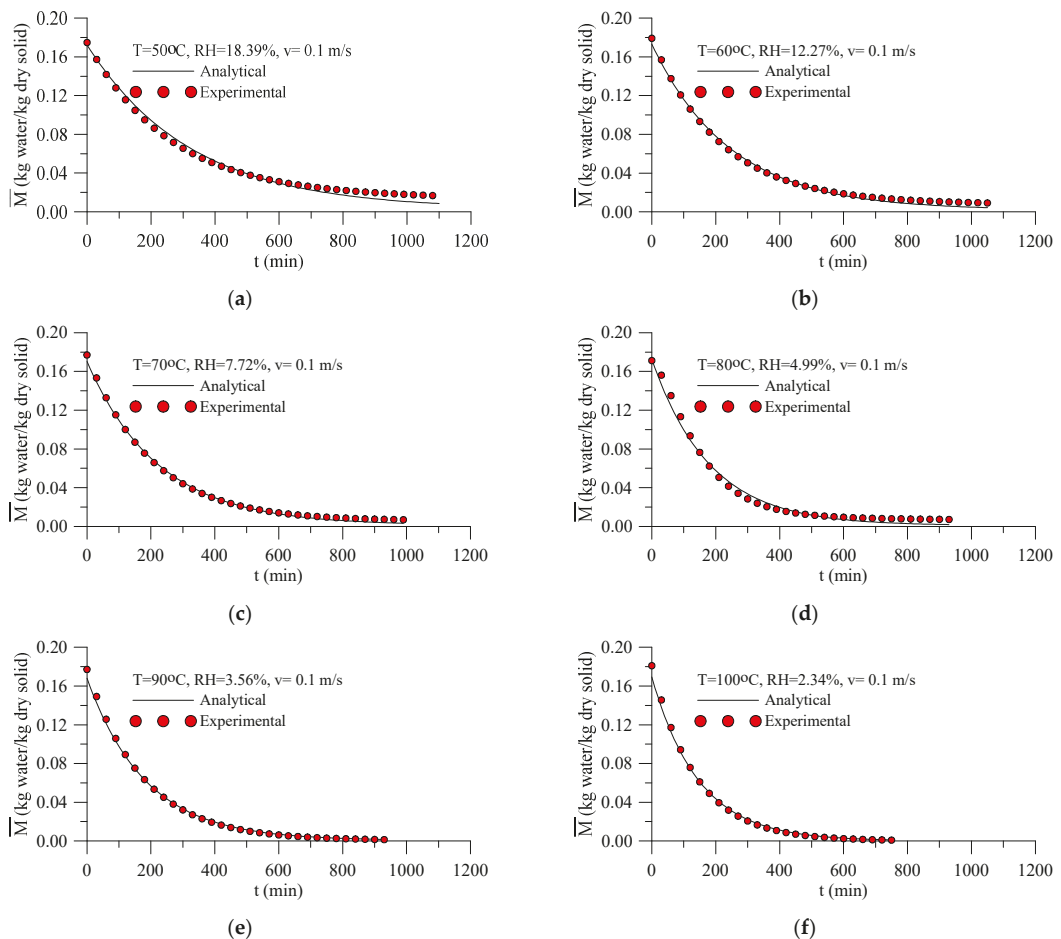 0.20
0.16
0.12
0.08
0.04
0.00
M (kg water/kg dry solid)
T=50ºC, RH=18.39%, v= 0.1 m/s
Analytical
Experimental
0 200 400 600 800 1000 1200
t (min)
(a)
0.20
0.16
0.12
0.08
0.04
0.00
M (kg water/kg dry solid)
T=60ºC, RH=12.27%, v= 0.1 m/s
Analytical
Experimental
0 200 400 600 800 1000 1200
t (min)
(b)
0.20
0.16
0.12
0.08
0.04
0.00
M (kg water/kg dry solid)
T=70ºC, RH=7.72%, v= 0.1 m/s
Analytical
Experimental
0 200 400 600 800 1000 1200
t (min)
(c)
0.20
0.16
0.12
0.08
0.04
0.00
M (kg water/kg dry solid)
T=80ºC, RH=4.99%, v= 0.1 m/s
Analytical
Experimental
0 200 400 600 800 1000 1200
t (min)
(d)
0.20
0.16
0.12
0.08
0.04
0.00
M (kg water/kg dry solid)
T=90ºC, RH=3.56%, v= 0.1 m/s
Analytical
Experimental
0 200 400 600 800 1000 1200
t (min)
(e)
0.20
0.16
0.12
0.08
0.04
0.00
M (kg water/kg dry solid)
T=100ºC, RH=2.34%, v= 0.1 m/s
Analytical
Experimental
0 200 400 600 800 1000 1200
t (min)
(f)